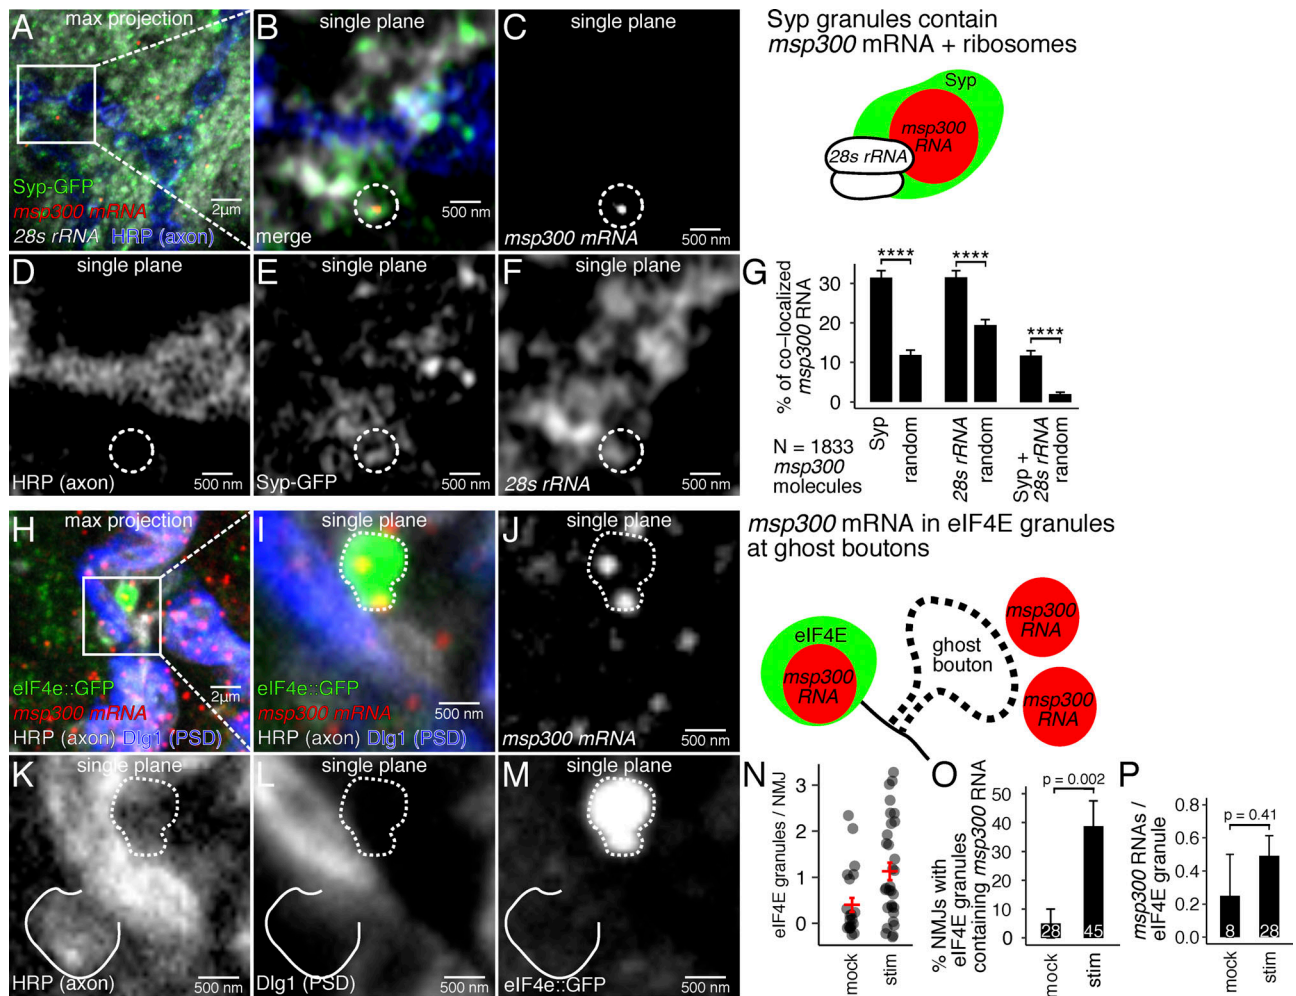 A
max projection
Syp-GFP
msp300 mRNA
28s rRNA HRP (axon)
2µm
B
single plane
merge
500 nm
C
single plane
msp300 mRNA
500 nm
Syp granules contain
msp300 mRNA + ribosomes
Syp
msp300
RNA
28s rRNA
D
single plane
HRP (axon)
500 nm
E
single plane
Syp-GFP
500 nm
F
single plane
28s rRNA
500 nm
G
% of co-localized
msp300 RNA
30
20
10
0
****
****
****
Syp
random
28s rRNA
random
Syp +
28s rRNA
random
N = 1833
msp300
molecules
H
max projection
eIF4e::GFP
msp300 mRNA
HRP (axon) Dlg1 (PSD)
2µm
I
single plane
eIF4e::GFP
msp300 mRNA
HRP (axon) Dlg1 (PSD)
500 nm
J
single plane
msp300 mRNA
500 nm
msp300 mRNA in eIF4E granules
at ghost boutons
eIF4E
msp300
RNA
ghost
bouton
msp300
RNA
msp300
RNA
K
single plane
HRP (axon)
500 nm
L
single plane
Dlg1 (PSD)
500 nm
M
single plane
eIF4e::GFP
500 nm
N
eIF4E granules / NMJ
3
2
1
0
mock
stim
O
% NMJs with
eIF4E granules
containing msp300 RNA
p = 0.002
50
40
30
20
10
0
28
45
mock
stim
P
msp300 RNAs /
eIF4E granule
p = 0.41
0.8
0.6
0.4
0.2
0.0
8
28
mock
stim